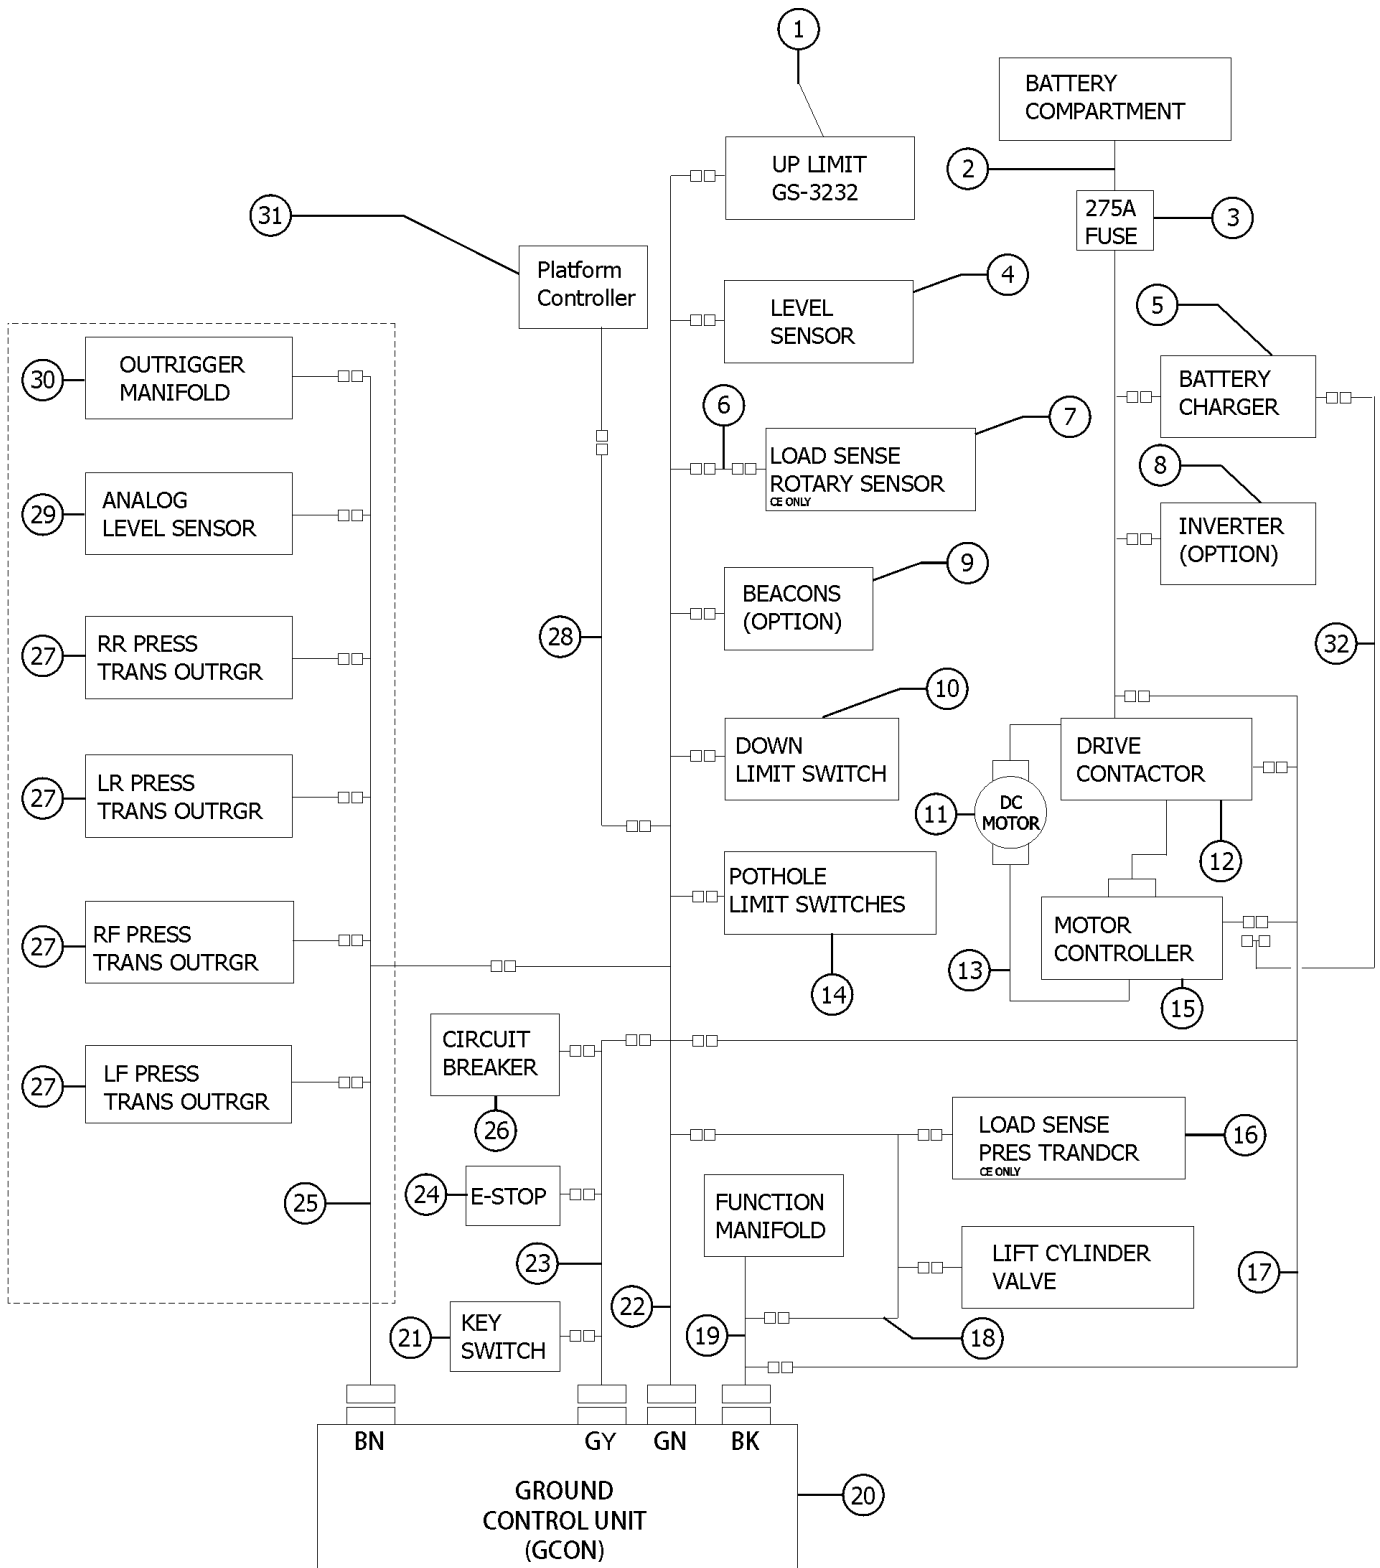 1
BATTERY
COMPARTMENT
2
UP LIMIT
GS-3232
31
275A
FUSE
3
Platform
Controller
4
LEVEL
SENSOR
5
30
OUTRIGGER
MANIFOLD
BATTERY
CHARGER
6
7
LOAD SENSE
ROTARY SENSOR
CE ONLY
8
29
ANALOG
LEVEL SENSOR
INVERTER
(OPTION)
9
BEACONS
(OPTION)
27
RR PRESS
TRANS OUTRGR
28
32
10
DOWN
LIMIT SWITCH
DRIVE
CONTACTOR
27
LR PRESS
TRANS OUTRGR
11
DC
MOTOR
12
POTHOLE
LIMIT SWITCHES
27
RF PRESS
TRANS OUTRGR
MOTOR
CONTROLLER
13
14
15
CIRCUIT
BREAKER
27
LF PRESS
TRANS OUTRGR
26
LOAD SENSE
PRES TRANDCR
CE ONLY
16
24
E-STOP
25
FUNCTION
MANIFOLD
23
LIFT CYLINDER
VALVE
17
22
21
KEY
SWITCH
19
18
BN
GY
GN
BK
GROUND
CONTROL UNIT
(GCON)
20